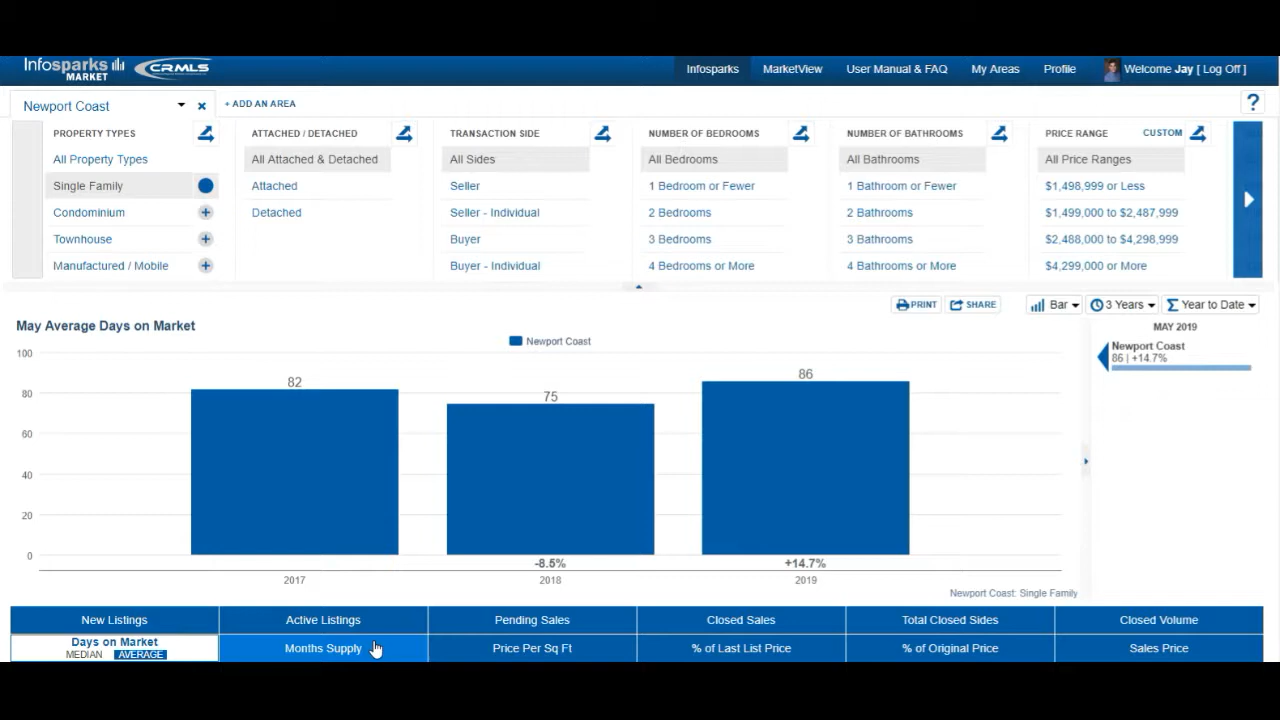 Infosparks MARKET CRMLS Infosparks MarketView User Manual & FAQ My Areas Profile Welcome Jay [ Log Off ]
Newport Coast + ADD AN AREA ?
PROPERTY TYPES
All Property Types
Single Family
Condominium
Townhouse
Manufactured / Mobile
ATTACHED / DETACHED
All Attached & Detached
Attached
Detached
TRANSACTION SIDE
All Sides
Seller
Seller - Individual
Buyer
Buyer - Individual
NUMBER OF BEDROOMS
All Bedrooms
1 Bedroom or Fewer
2 Bedrooms
3 Bedrooms
4 Bedrooms or More
NUMBER OF BATHROOMS
All Bathrooms
1 Bathroom or Fewer
2 Bathrooms
3 Bathrooms
4 Bathrooms or More
PRICE RANGE CUSTOM
All Price Ranges
$1,498,999 or Less
$1,499,000 to $2,487,999
$2,488,000 to $4,298,999
$4,299,000 or More
PRINT SHARE Bar 3 Years Year to Date
May Average Days on Market
Newport Coast
100
80
60
40
20
0
82
75
86
-8.5%
+14.7%
2017
2018
2019
Newport Coast: Single Family
MAY 2019
Newport Coast
86 | +14.7%
New Listings Active Listings Pending Sales Closed Sales Total Closed Sides Closed Volume
Days on Market
MEDIAN AVERAGE
Months Supply Price Per Sq Ft % of Last List Price % of Original Price Sales Price